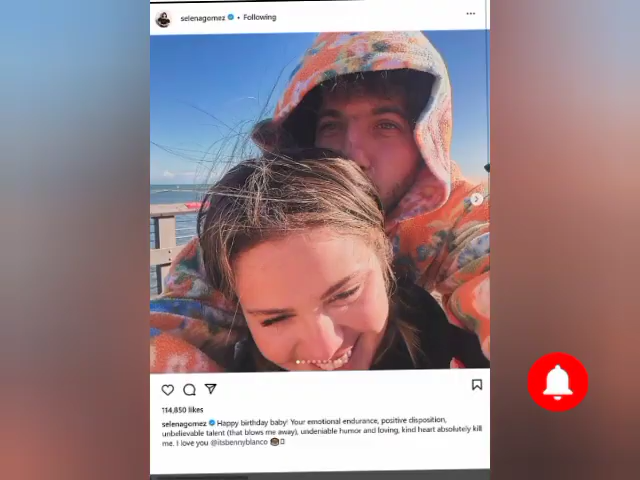 selenagomez • Following
114,850 likes
selenagomez Happy birthday baby! Your emotional endurance, positive disposition,
unbelievable talent (that blows me away), undeniable humor and loving, kind heart absolutely kill
me. I love you @itsbennyblanco